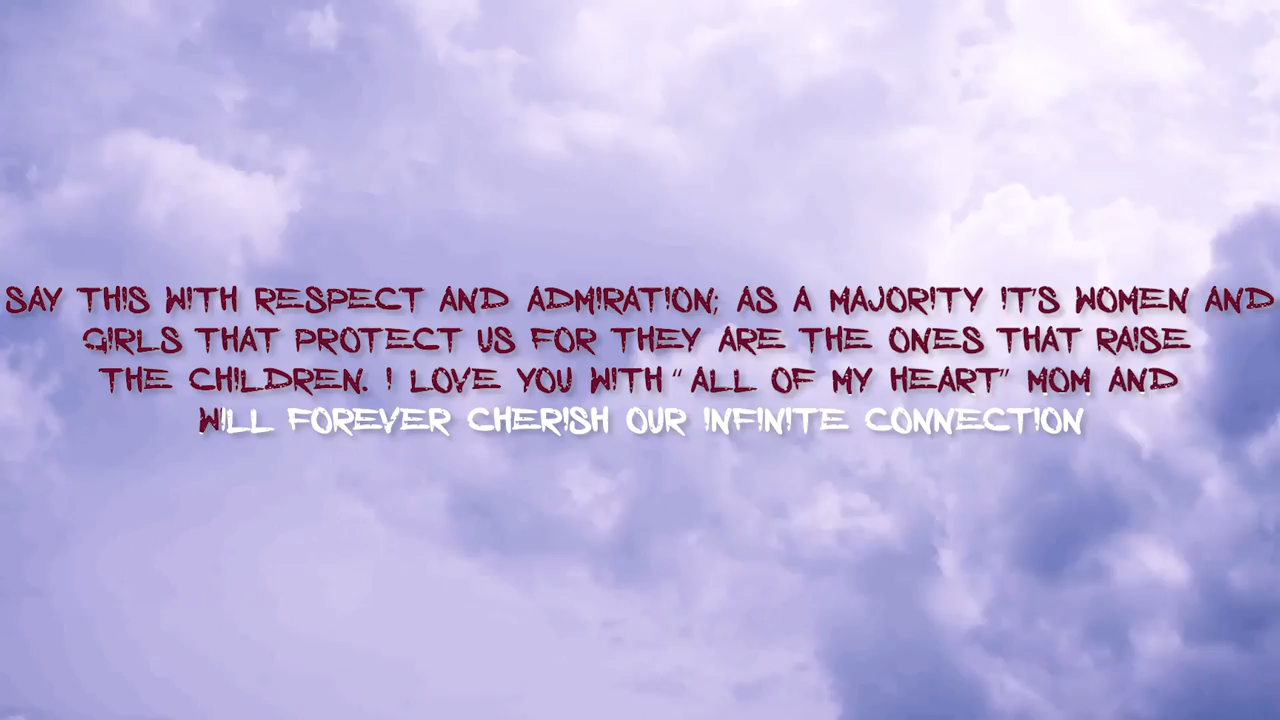 SAY THIS WITH RESPECT AND ADMIRATION; AS A MAJORITY IT'S WOMEN AND
GIRLS THAT PROTECT US FOR THEY ARE THE ONES THAT RAISE
THE CHILDREN. I LOVE YOU WITH "ALL OF MY HEART" MOM AND
WILL FOREVER CHERISH OUR INFINITE CONNECTION